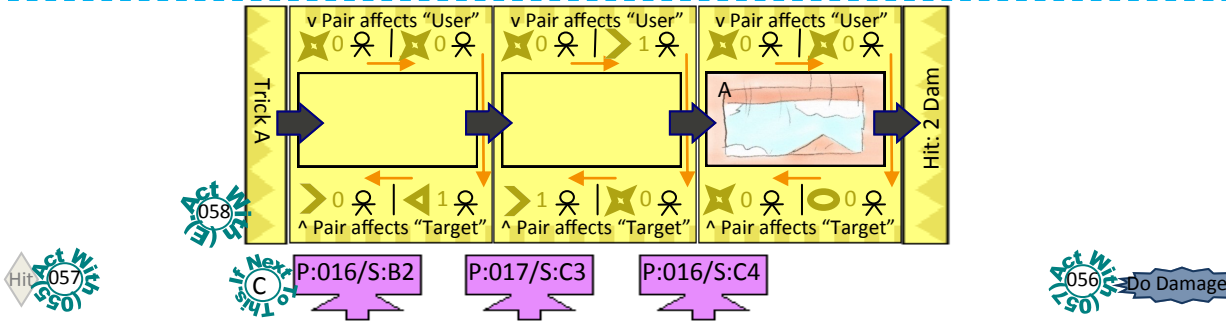 v Pair affects “User”
v Pair affects “User”
v Pair affects “User”
0 | 0
0 | 1
0 | 0
Trick A
A
Hit: 2 Dam
0 | 1
1 | 0
0 | 0
^ Pair affects “Target”
^ Pair affects “Target”
^ Pair affects “Target”
Act With (E).
058
Hit
Act With (055)
057
If Next To This.
C
P:016/S:B2
P:017/S:C3
P:016/S:C4
Act With (057)
056
Do Damage